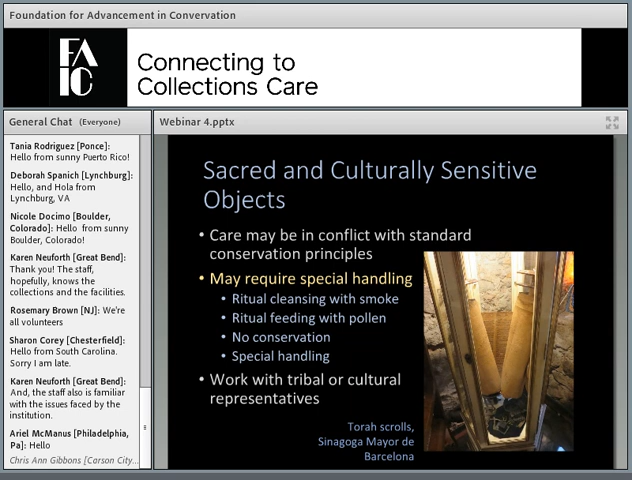 Foundation for Advancement in Convervation
FA
IC
Connecting to
Collections Care
General Chat (Everyone)
Tania Rodriguez [Ponce]:
Hello from sunny Puerto Rico!
Deborah Spanich [Lynchburg]:
Hello, and Hola from
Lynchburg, VA
Nicole Docimo [Boulder,
Colorado]: Hello from sunny
Boulder, Colorado!
Karen Neuforth [Great Bend]:
Thank you! The staff,
hopefully, knows the
collections and the facilities.
Rosemary Brown [NJ]: We're
all volunteers
Sharon Corey [Chesterfield]:
Hello from South Carolina.
Sorry I am late.
Karen Neuforth [Great Bend]:
And, the staff also is familiar
with the issues faced by the
institution.
Ariel McManus [Philadelphia,
Pa]: Hello
Chris Ann Gibbons [Carson City...
Webinar 4.pptx
Sacred and Culturally Sensitive
Objects
• Care may be in conflict with standard
conservation principles
• May require special handling
• Ritual cleansing with smoke
• Ritual feeding with pollen
• No conservation
• Special handling
• Work with tribal or cultural
representatives
Torah scrolls,
Sinagoga Mayor de
Barcelona